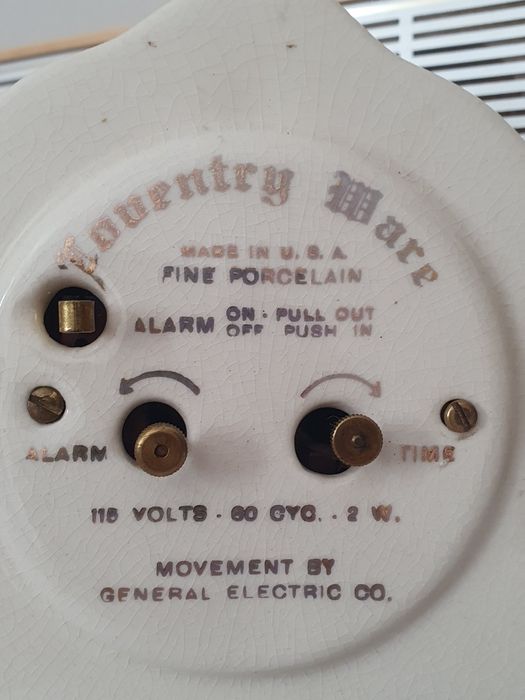 Coventry Ware
MADE IN U.S.A.
FINE PORCELAIN
ALARM ON · PULL OUT
OFF PUSH IN
ALARM
TIME
115 VOLTS · 60 CYC. · 2 W.
MOVEMENT BY
GENERAL ELECTRIC CO.